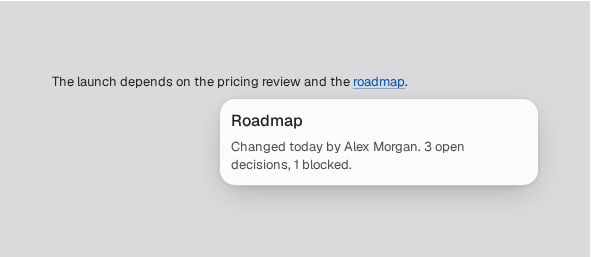 The launch depends on the pricing review and the roadmap.
Roadmap
Changed today by Alex Morgan. 3 open
decisions, 1 blocked.